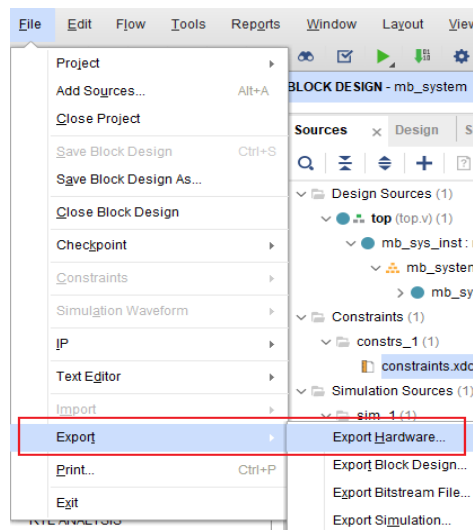 File Edit Flow Tools Reports Window Layout View
BLOCK DESIGN - mb_system
Project
Add Sources... Alt+A
Close Project
Save Block Design Ctrl+S
Save Block Design As...
Close Block Design
Checkpoint
Constraints
Simulation Waveform
IP
Text Editor
Import
Export
Print... Ctrl+P
Exit
Sources Design
Design Sources (1)
top (top.v) (1)
mb_sys_inst :
mb_system
mb_sy
Constraints (1)
constrs_1 (1)
constraints.xdc
Simulation Sources (1)
sim_1 (1)
Export Hardware...
Export Block Design...
Export Bitstream File...
Export Simulation...
RTL ANALYSIS